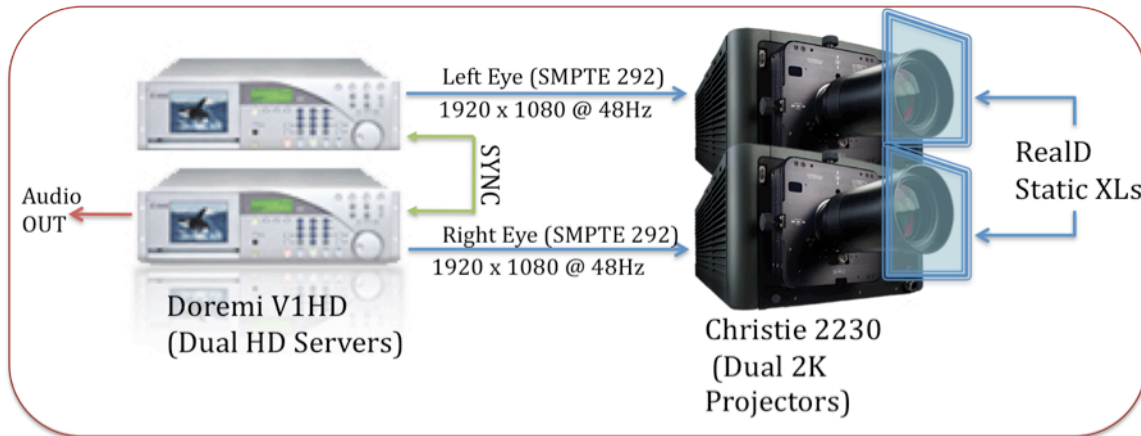 Left Eye (SMPTE 292)
1920 x 1080 @ 48Hz
SYNC
Audio
OUT
Right Eye (SMPTE 292)
1920 x 1080 @ 48Hz
RealD
Static XLs
Doremi V1HD
(Dual HD Servers)
Christie 2230
(Dual 2K
Projectors)